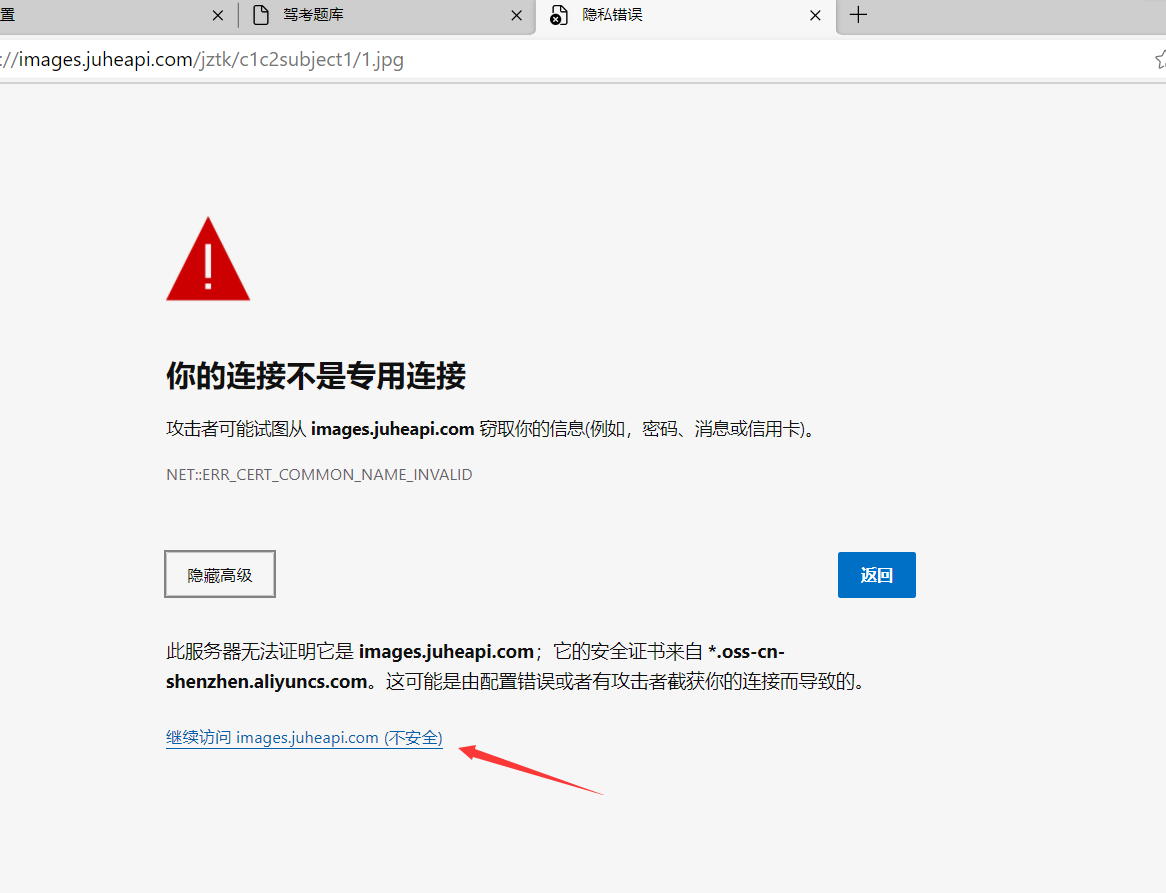 置
驾考题库
隐私错误
://images.juheapi.com/jztk/c1c2subject1/1.jpg
你的连接不是专用连接
攻击者可能试图从 images.juheapi.com 窃取你的信息(例如，密码、消息或信用卡)。
NET::ERR_CERT_COMMON_NAME_INVALID
隐藏高级
返回
此服务器无法证明它是 images.juheapi.com；它的安全证书来自 *.oss-cn-
shenzhen.aliyuncs.com。这可能是由配置错误或者有攻击者截获你的连接而导致的。
继续访问 images.juheapi.com (不安全)